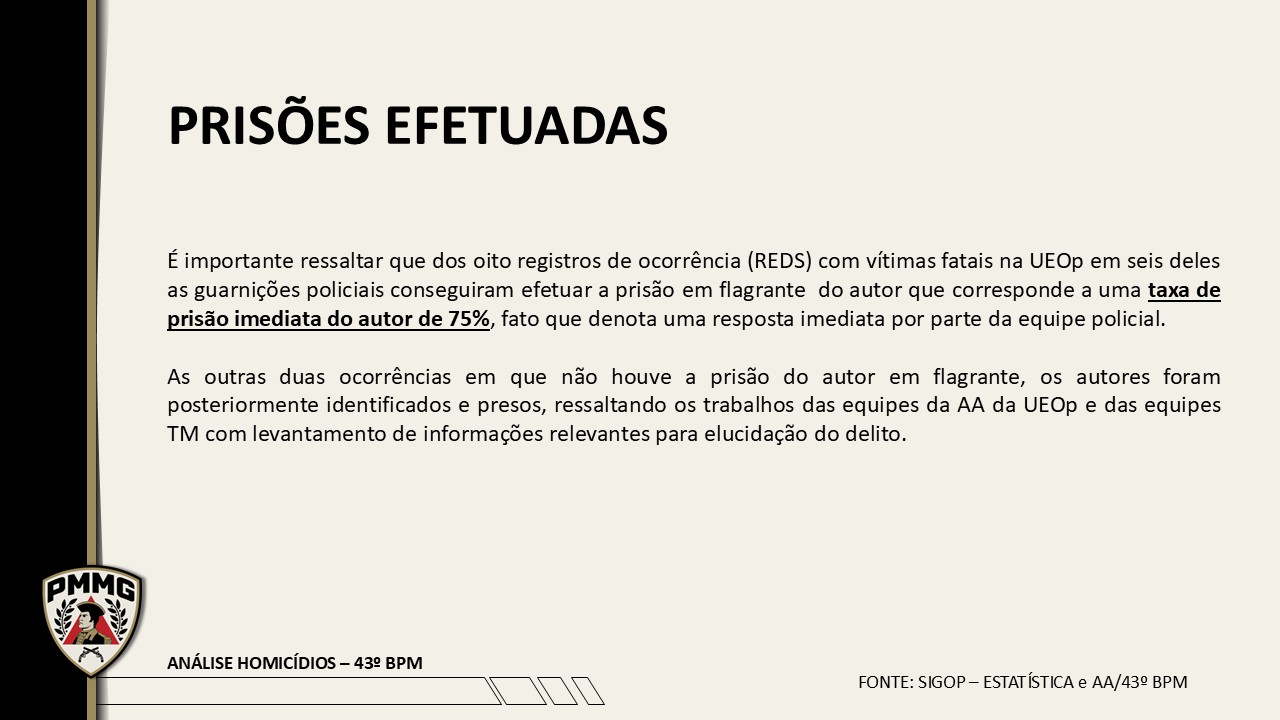 PRISÕES EFETUADAS
É importante ressaltar que dos oito registros de ocorrência (REDS) com vítimas fatais na UEOp em seis deles
as guarnições policiais conseguiram efetuar a prisão em flagrante  do autor que corresponde a uma taxa de
prisão imediata do autor de 75%, fato que denota uma resposta imediata por parte da equipe policial.
As outras duas ocorrências em que não houve a prisão do autor em flagrante, os autores foram
posteriormente identificados e presos, ressaltando os trabalhos das equipes da AA da UEOp e das equipes
TM com levantamento de informações relevantes para elucidação do delito.
PMMG
ANÁLISE HOMICÍDIOS – 43º BPM
FONTE: SIGOP – ESTATÍSTICA e AA/43º BPM